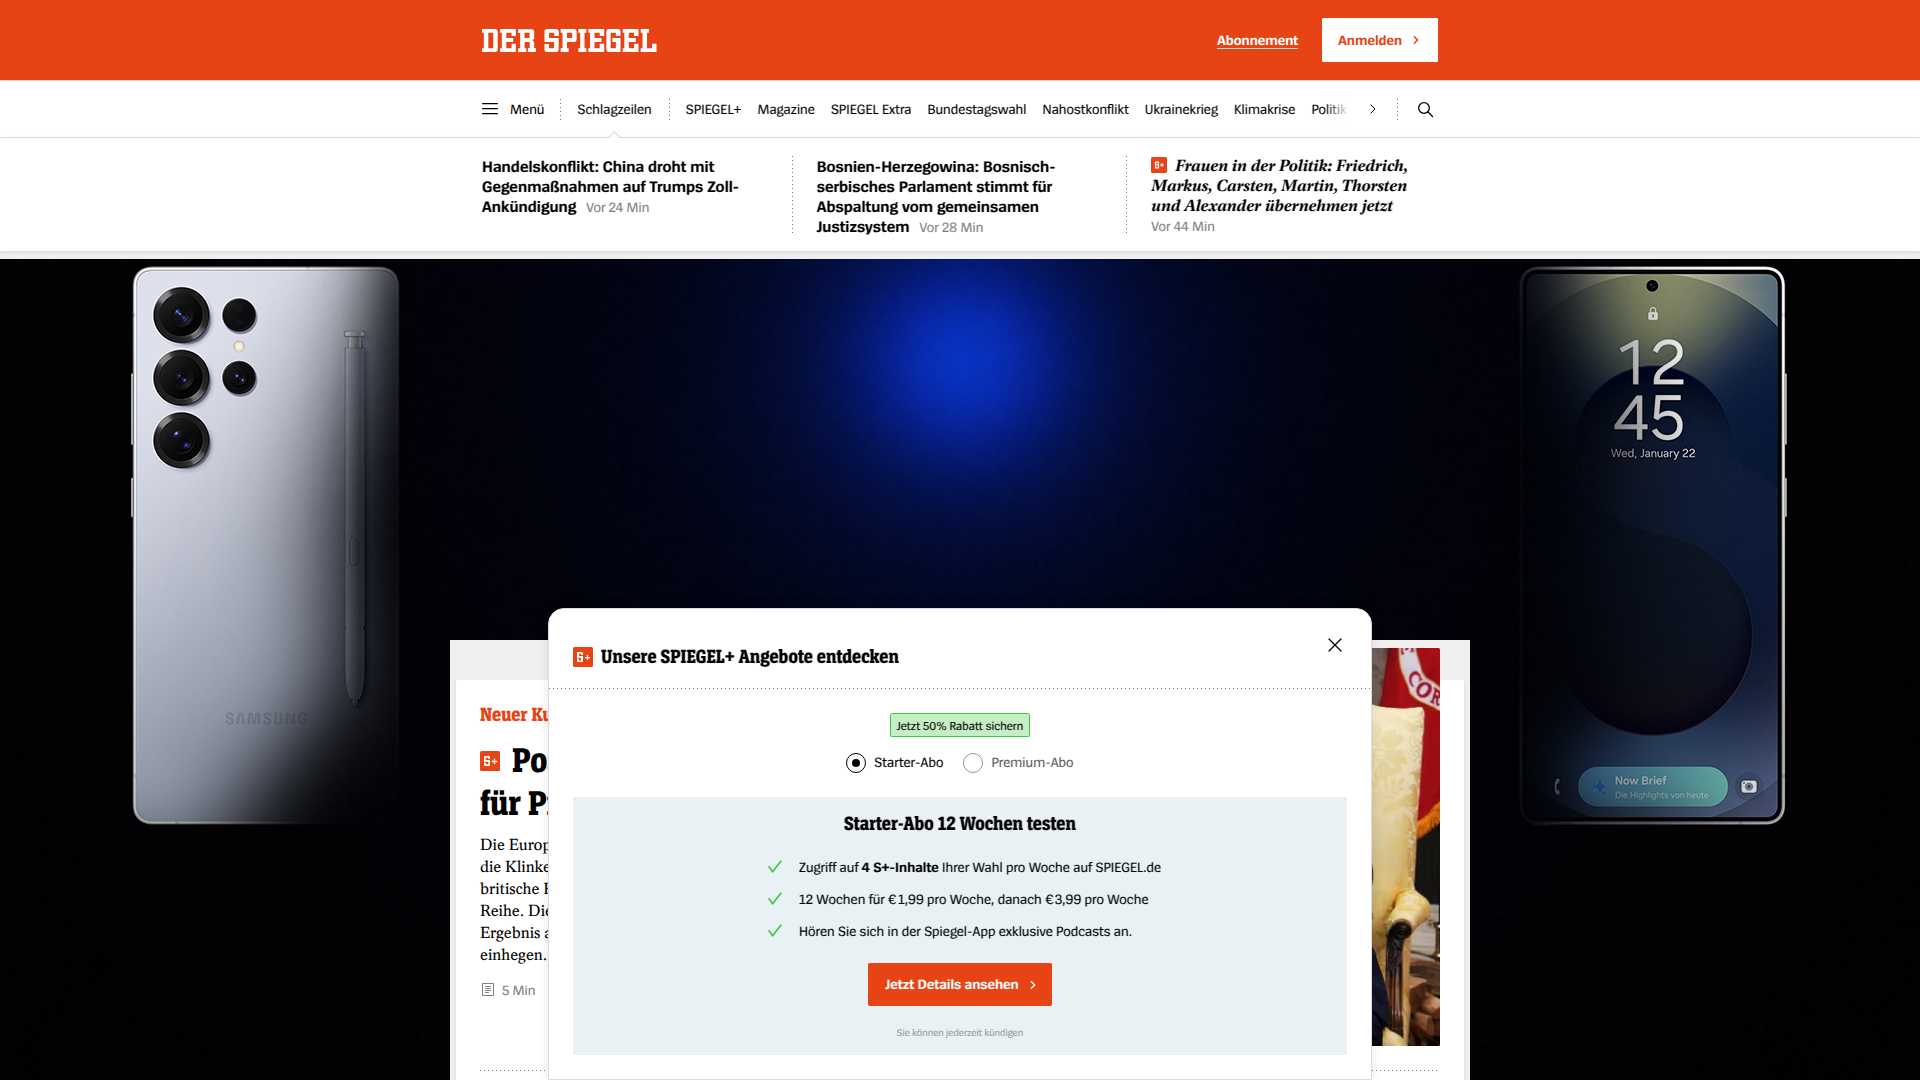 DER SPIEGEL
Abonnement
Anmelden
Menü
Schlagzeilen
SPIEGEL+
Magazine
SPIEGEL Extra
Bundestagswahl
Nahostkonflikt
Ukrainekrieg
Klimakrise
Politik
Handelskonflikt: China droht mit
Gegenmaßnahmen auf Trumps Zoll-
Ankündigung Vor 24 Min
Bosnien-Herzegowina: Bosnisch-
serbisches Parlament stimmt für
Abspaltung vom gemeinsamen
Justizsystem Vor 28 Min
Frauen in der Politik: Friedrich,
Markus, Carsten, Martin, Thorsten
und Alexander übernehmen jetzt
Vor 44 Min
SAMSUNG
12
45
Wed, January 22
Now Brief
Die Highlights von heute
Neuer
Po
für P
Die Europ
die Klinke
britische
Reihe. Die
Ergebnis
einhegen.
5 Min
COR
Unsere SPIEGEL+ Angebote entdecken
Jetzt 50% Rabatt sichern
Starter-Abo
Premium-Abo
Starter-Abo 12 Wochen testen
Zugriff auf 4 S+-Inhalte Ihrer Wahl pro Woche auf SPIEGEL.de
12 Wochen für €1,99 pro Woche, danach €3,99 pro Woche
Hören Sie sich in der Spiegel-App exklusive Podcasts an.
Jetzt Details ansehen
Sie können jederzeit kündigen